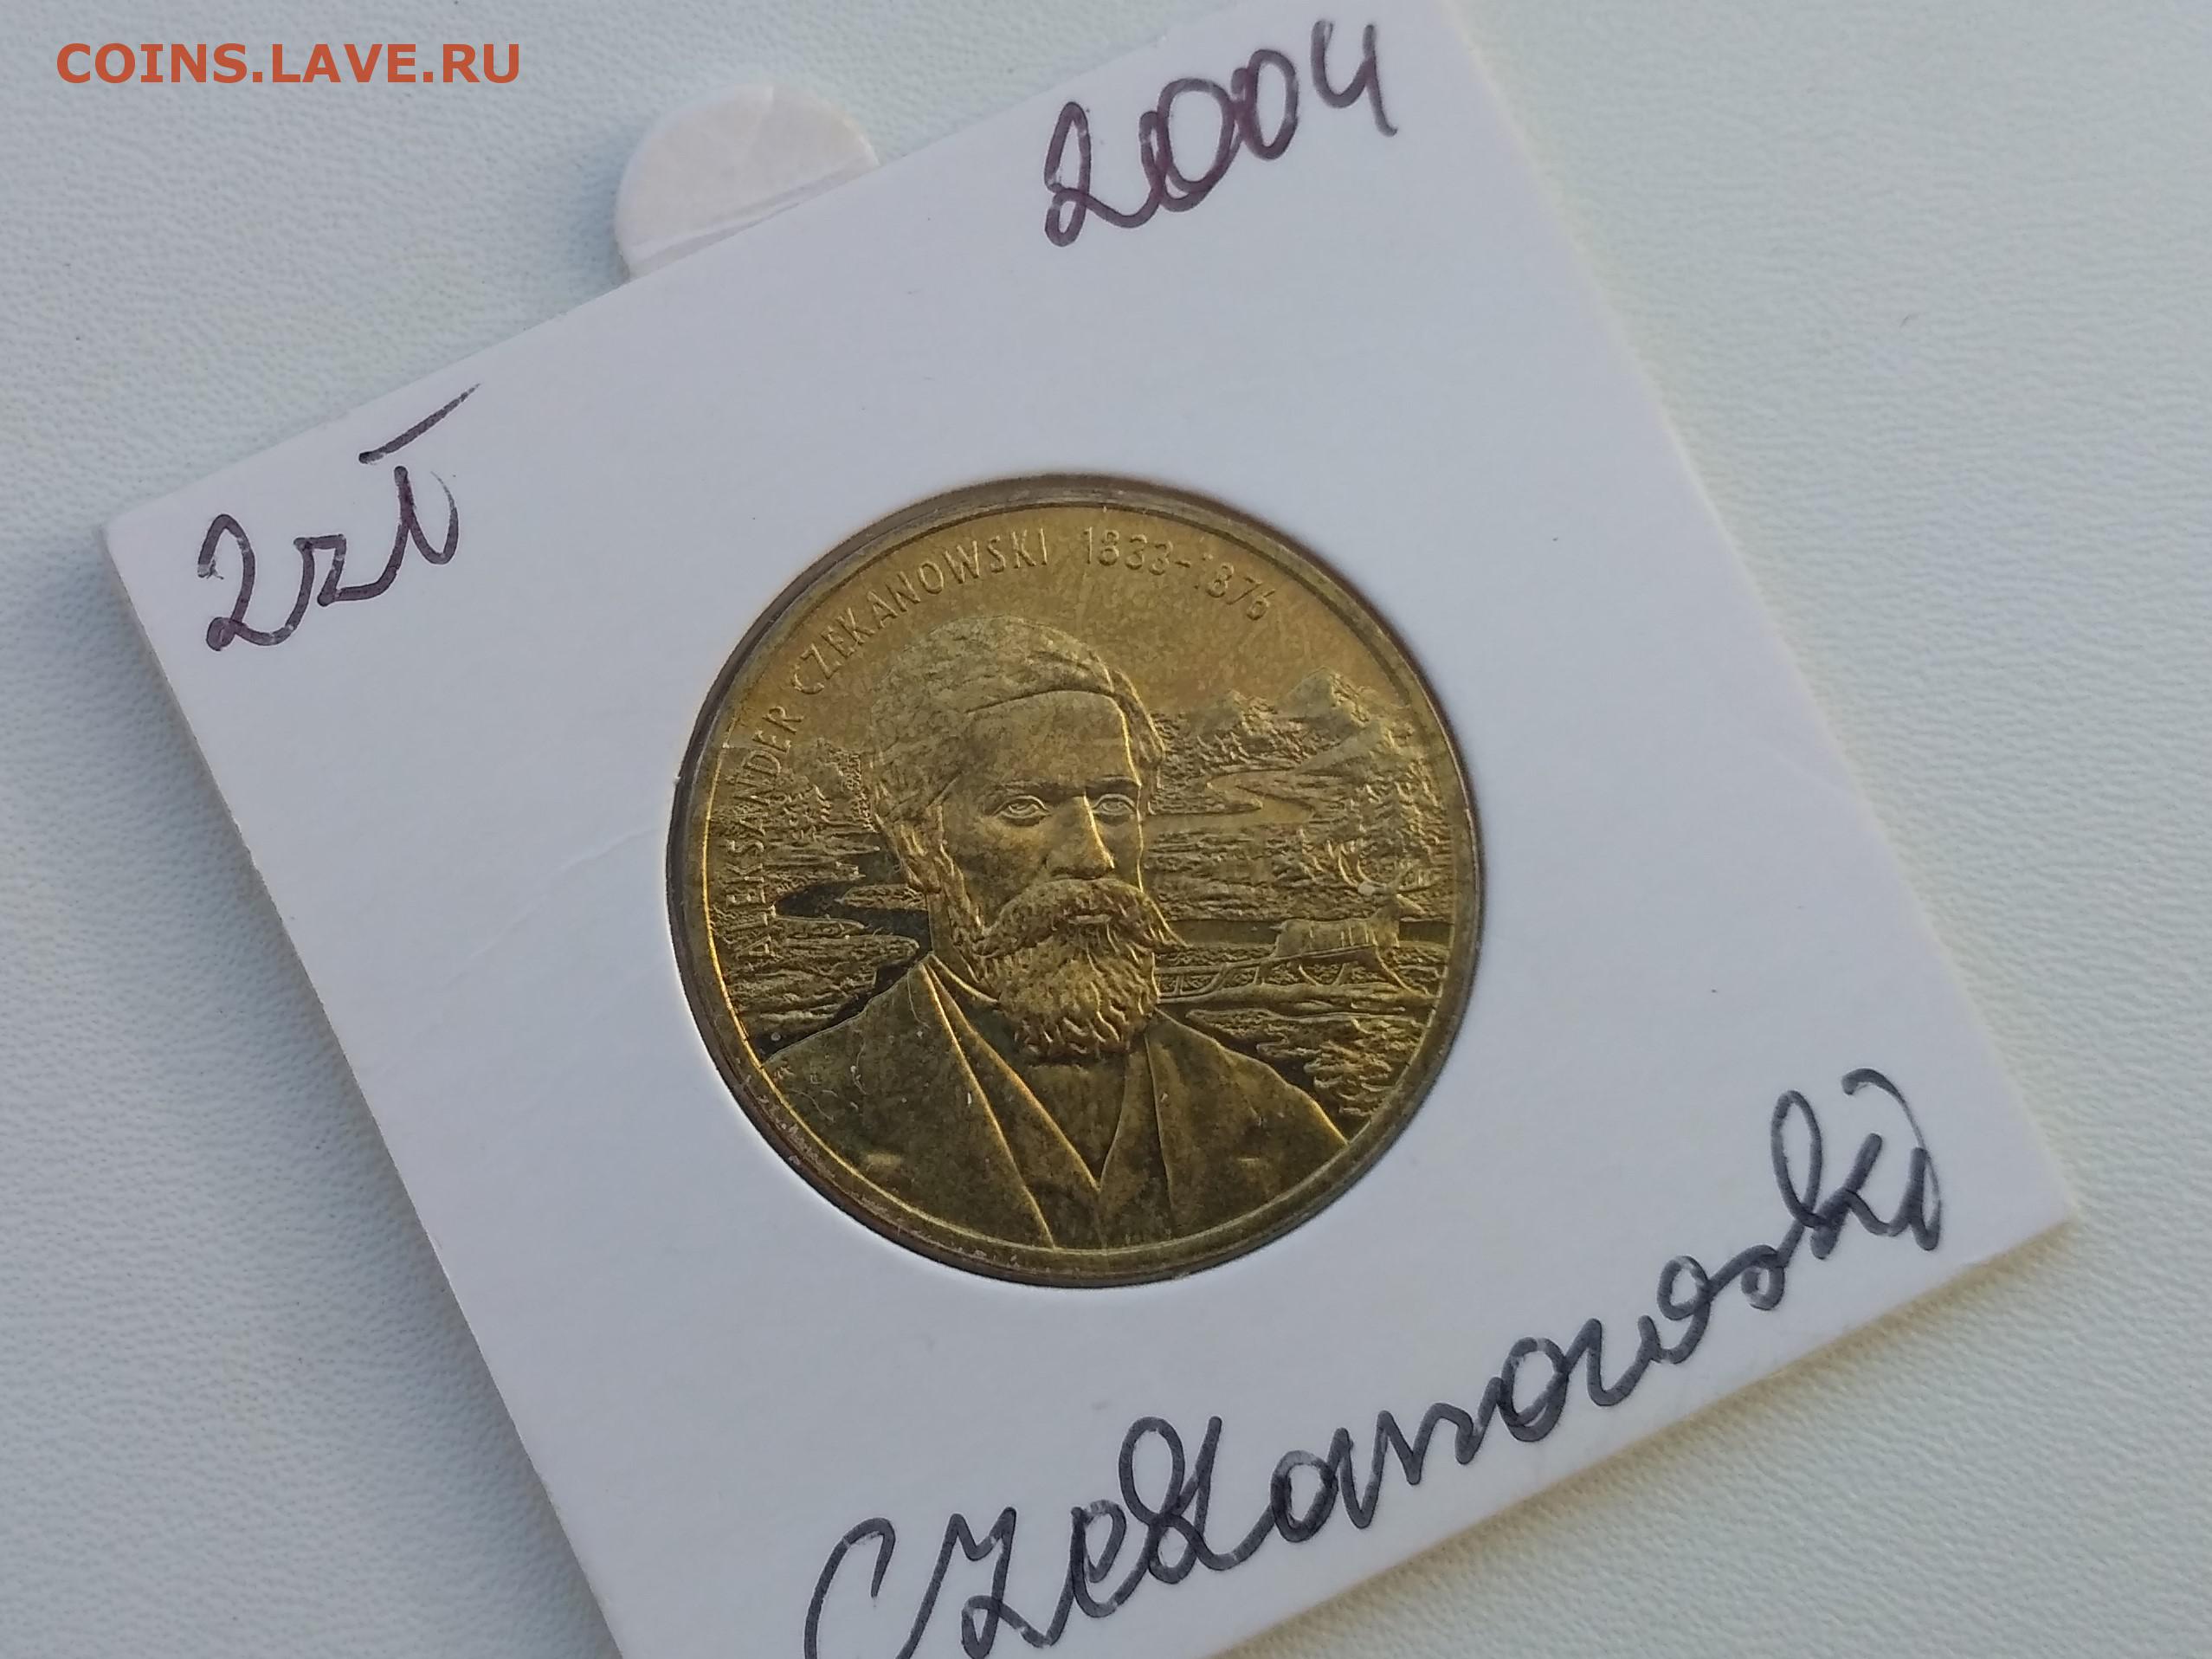 COINS.LAVE.RU
2004
2zł
ALEKSANDER CZEKANOWSKI 1833-1876
Czekanowski